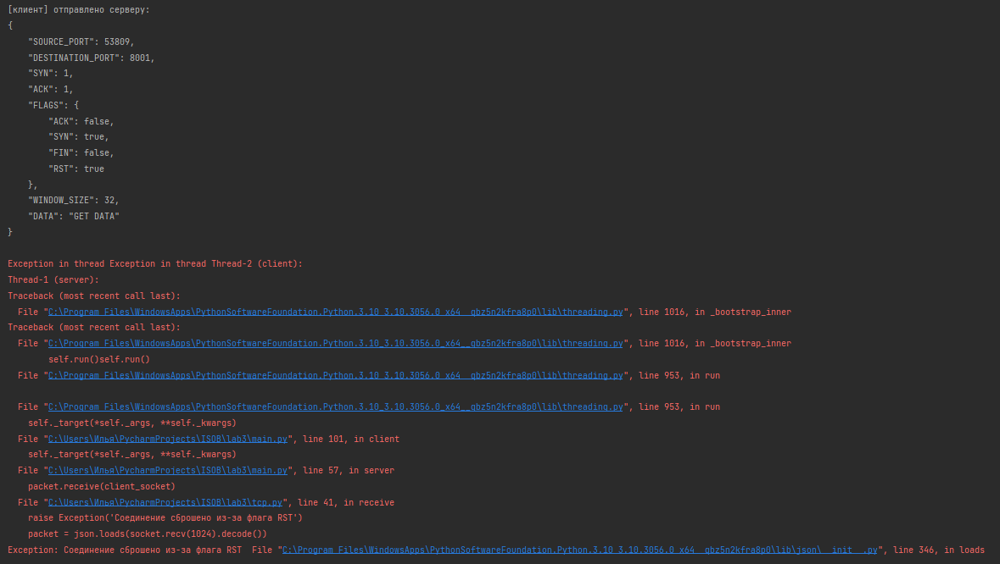 [клиент] отправлено серверу:
{
    "SOURCE_PORT": 53809,
    "DESTINATION_PORT": 8001,
    "SYN": 1,
    "ACK": 1,
    "FLAGS": {
        "ACK": false,
        "SYN": true,
        "FIN": false,
        "RST": true
    },
    "WINDOW_SIZE": 32,
    "DATA": "GET DATA"
}
Exception in thread Exception in thread Thread-2 (client):
Thread-1 (server):
Traceback (most recent call last):
  File "C:\Program Files\WindowsApps\PythonSoftwareFoundation.Python.3.10_3.10.3056.0_x64__qbz5n2kfra8p0\lib\threading.py", line 1016, in _bootstrap_inner
Traceback (most recent call last):
  File "C:\Program Files\WindowsApps\PythonSoftwareFoundation.Python.3.10_3.10.3056.0_x64__qbz5n2kfra8p0\lib\threading.py", line 1016, in _bootstrap_inner
        self.run()self.run()
  File "C:\Program Files\WindowsApps\PythonSoftwareFoundation.Python.3.10_3.10.3056.0_x64__qbz5n2kfra8p0\lib\threading.py", line 953, in run
  File "C:\Program Files\WindowsApps\PythonSoftwareFoundation.Python.3.10_3.10.3056.0_x64__qbz5n2kfra8p0\lib\threading.py", line 953, in run
    self._target(*self._args, **self._kwargs)
  File "C:\Users\Илья\PycharmProjects\ISOB\lab3\main.py", line 101, in client
    self._target(*self._args, **self._kwargs)
  File "C:\Users\Илья\PycharmProjects\ISOB\lab3\main.py", line 57, in server
    packet.receive(client_socket)
  File "C:\Users\Илья\PycharmProjects\ISOB\lab3\tcp.py", line 41, in receive
    raise Exception('Соединение сброшено из-за флага RST')
    packet = json.loads(socket.recv(1024).decode())
Exception: Соединение сброшено из-за флага RST  File "C:\Program Files\WindowsApps\PythonSoftwareFoundation.Python.3.10_3.10.3056.0_x64__qbz5n2kfra8p0\lib\json\__init__.py", line 346, in loads